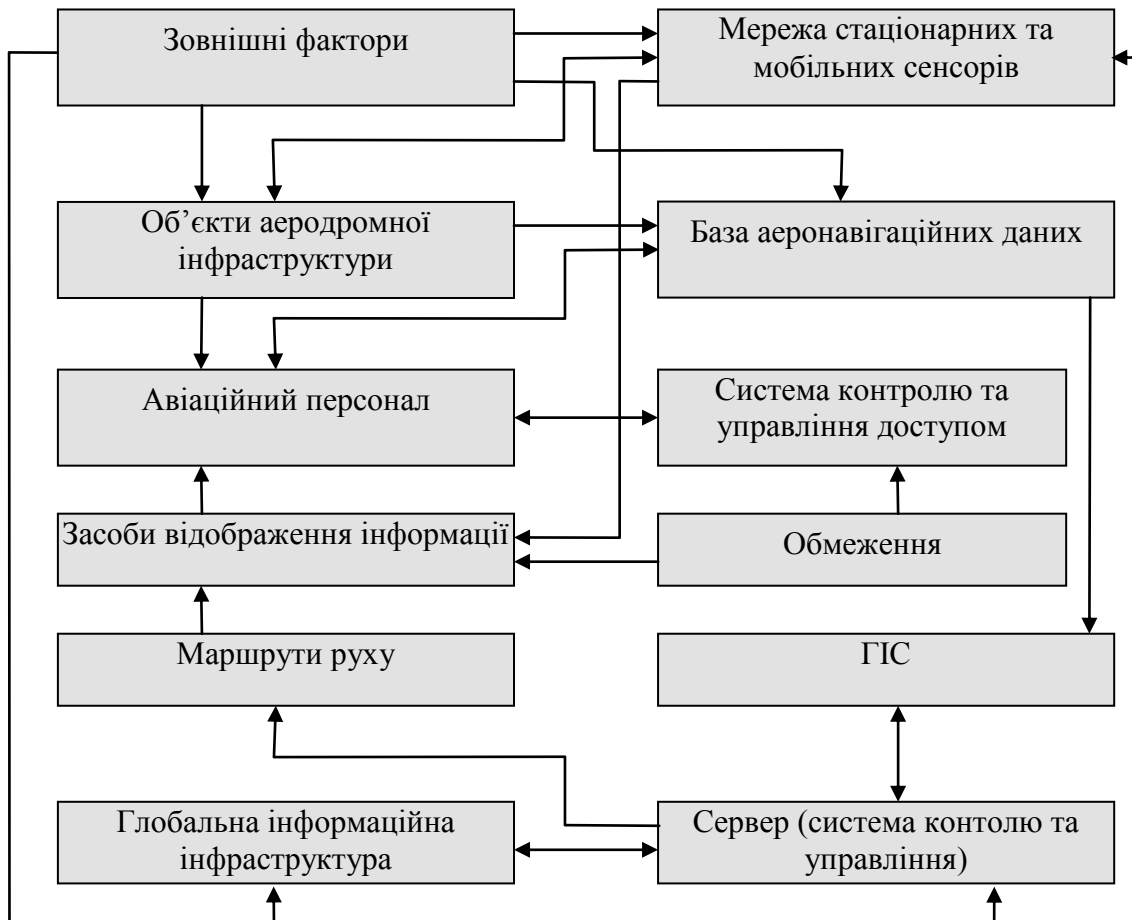 Зовнішні фактори
Мережа стаціонарних та
мобільних сенсорів
Об’єкти аеродромної
інфраструктури
База аеронавігаційних даних
Авіаційний персонал
Система контролю та
управління доступом
Засоби відображення інформації
Обмеження
Маршрути руху
ГІС
Глобальна інформаційна
інфраструктура
Сервер (система контолю та
управління)